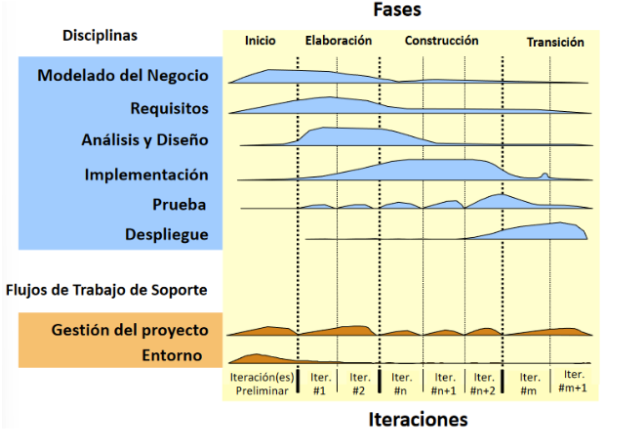 Fases
Disciplinas
Inicio Elaboración Construcción Transición
Modelado del Negocio
Requisitos
Análisis y Diseño
Implementación
Prueba
Despliegue
Flujos de Trabajo de Soporte
Gestión del proyecto
Entorno
Iteración(es) Iter. Iter. Iter. Iter. Iter. Iter. Iter.
Preliminar #1 #2 #n #n+1 #n+2 #m #m+1
Iteraciones